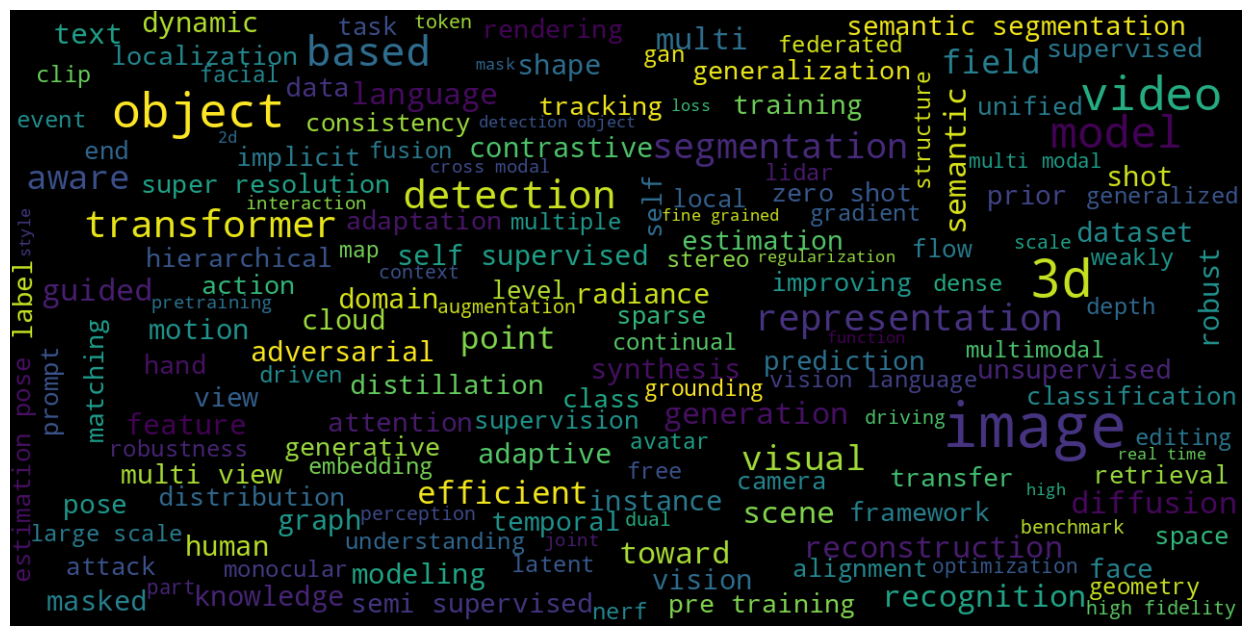 text
dynamic
task
token
rendering
semantic segmentation
localization
based
multi
federated
supervised
clip
facial
mask
shape
gan
generalization
field
data
language
object
tracking
loss
training
structure
semantic
unified
video
event
consistency
detection object
model
2d
end
implicit
fusion
contrastive
segmentation
multi modal
cross modal
lidar
aware
super resolution
detection
self
local
zero shot
shot
prior
generalized
interaction
transformer
adaptation
multiple
fine grained
gradient
style
hierarchical
map
self supervised
estimation
stereo
regularization
flow
scale
dataset
weakly
robust
context
label
guided
action
pretraining
domain
level
augmentation
radiance
improving
dense
3d
depth
motion
cloud
point
sparse
continual
representation
function
matching
adversarial
synthesis
prediction
multimodal
unsupervised
hand
driven
distillation
class
grounding
vision language
classification
estimation pose
prompt
view
feature
attention
supervision
generation
driving
image
editing
robustness
generative
adaptive
avatar
real time
embedding
free
visual
multi view
camera
transfer
retrieval
distribution
efficient
instance
high
diffusion
pose
graph
perception
temporal
dual
scene
framework
benchmark
large scale
human
understanding
joint
toward
reconstruction
space
attack
monocular
modeling
latent
vision
alignment
optimization
face
part
geometry
masked
knowledge
semi supervised
nerf
pre training
recognition
high fidelity